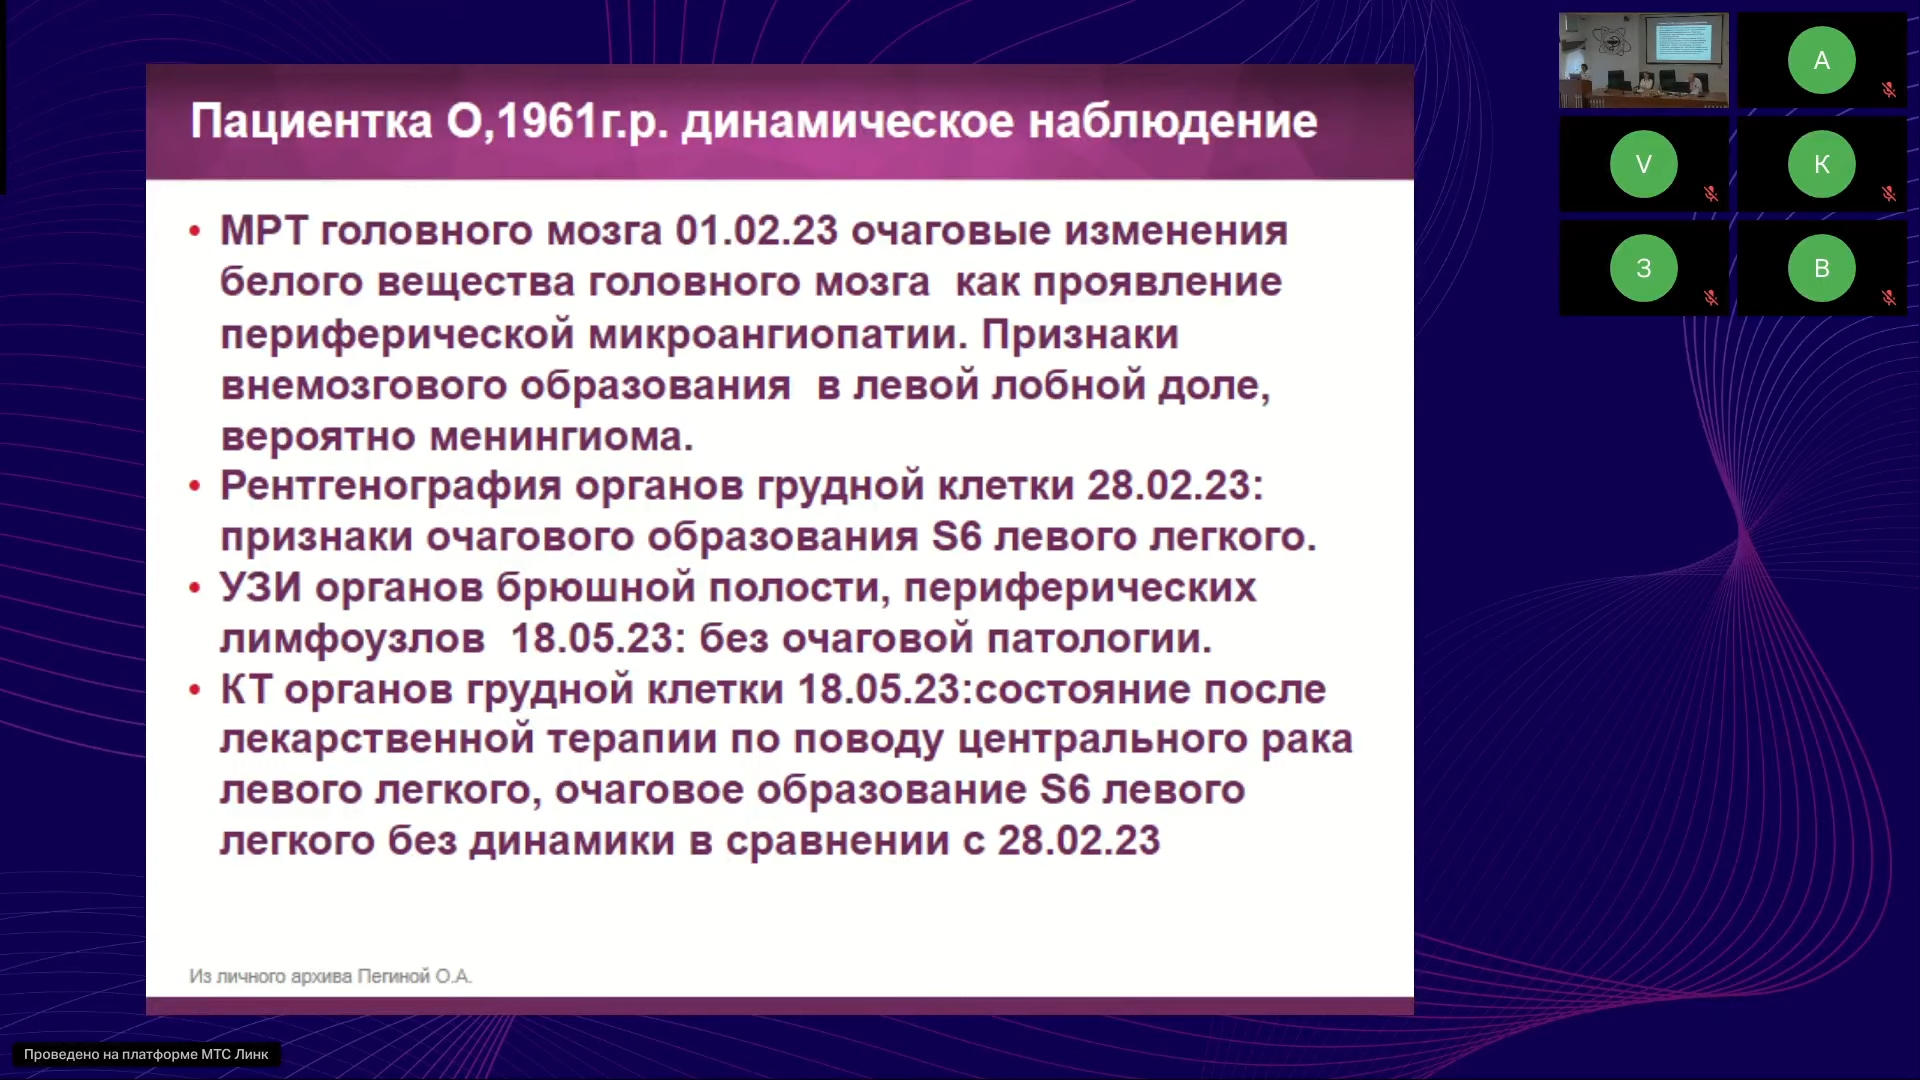 Пациентка О,1961г.р. динамическое наблюдение
• МРТ головного мозга 01.02.23 очаговые изменения
белого вещества головного мозга как проявление
периферической микроангиопатии. Признаки
внемозгового образования в левой лобной доле,
вероятно менингиома.
• Рентгенография органов грудной клетки 28.02.23:
признаки очагового образования S6 левого легкого.
• УЗИ органов брюшной полости, периферических
лимфоузлов 18.05.23: без очаговой патологии.
• КТ органов грудной клетки 18.05.23:состояние после
лекарственной терапии по поводу центрального рака
левого легкого, очаговое образование S6 левого
легкого без динамики в сравнении с 28.02.23
Из личного архива Пегиной О.А.
A
V
К
З
В
Проведено на платформе МТС Линк